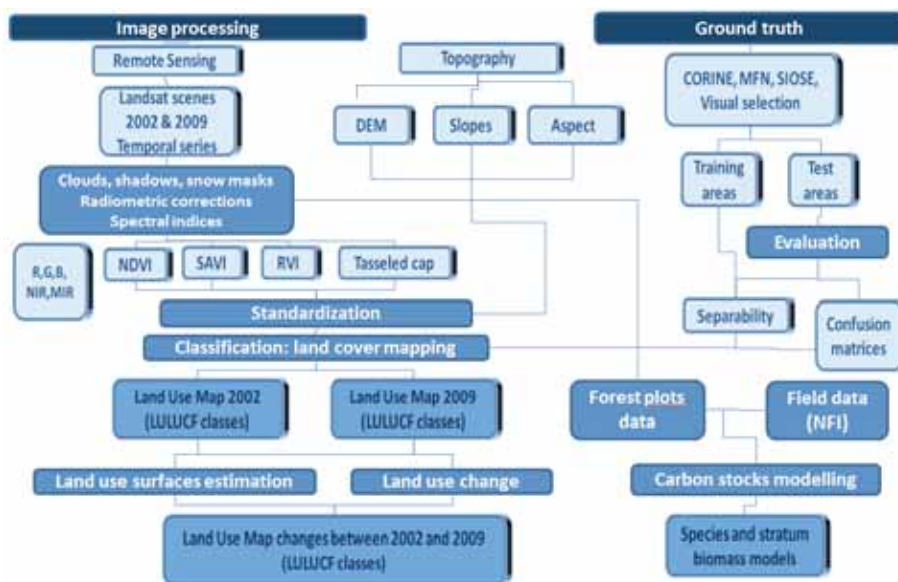 Image processing
Ground truth
Remote Sensing
Topography
CORINE, MFN, SIOSE,
Visual selection
Landsat scenes
2002 & 2009
Temporal series
DEM
Slopes
Aspect
Training
areas
Test
areas
Clouds, shadows, snow masks
Radiometric corrections
Spectral indices
Evaluation
R,G,B,
NIR,MIR
NDVI
SAVI
RVI
Tasseled cap
Standardization
Separability
Confusion
matrices
Classification: land cover mapping
Land Use Map 2002
(LULUCF classes)
Land Use Map 2009
(LULUCF classes)
Forest plots
data
Field data
(NFI)
Land use surfaces estimation
Land use change
Carbon stocks modelling
Land Use Map changes between 2002 and 2009
(LULUCF classes)
Species and stratum
biomass models